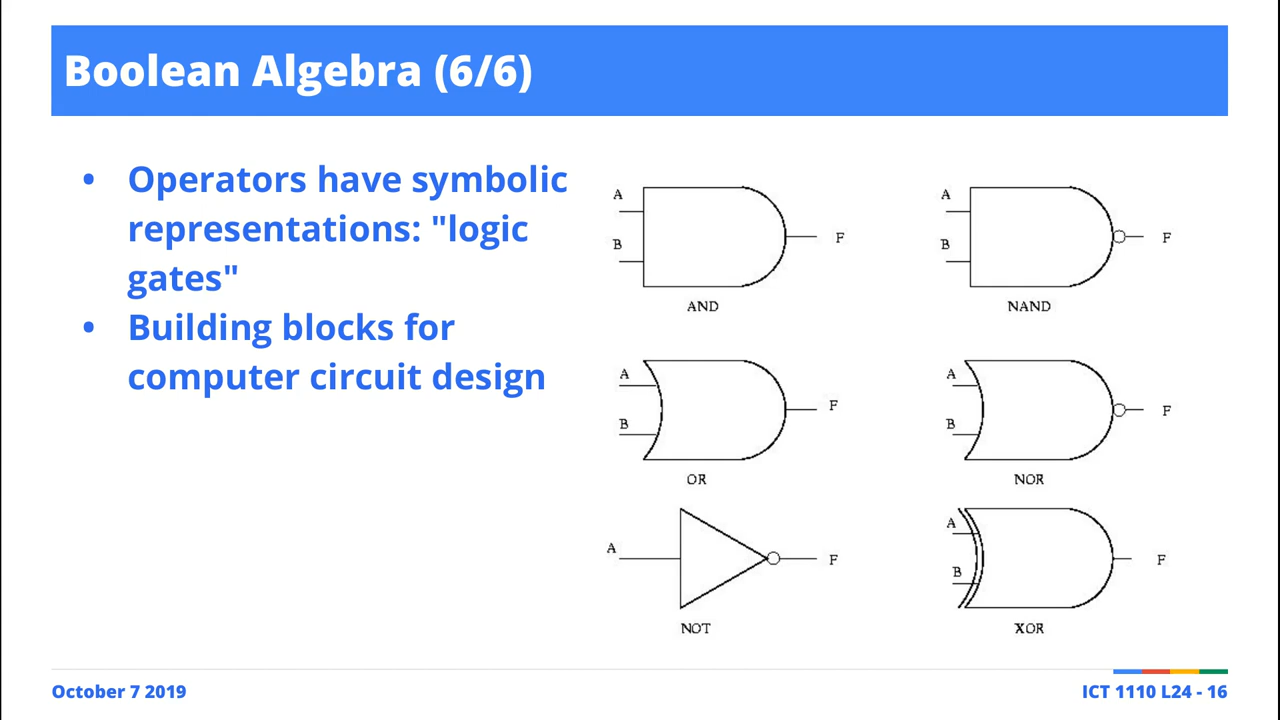 Boolean Algebra (6/6)
• Operators have symbolic
representations: "logic
gates"
• Building blocks for
computer circuit design
A
B
F
AND
A
B
F
NAND
A
B
F
OR
A
B
F
NOR
A
F
NOT
A
B
F
XOR
October 7 2019
ICT 1110 L24 - 16